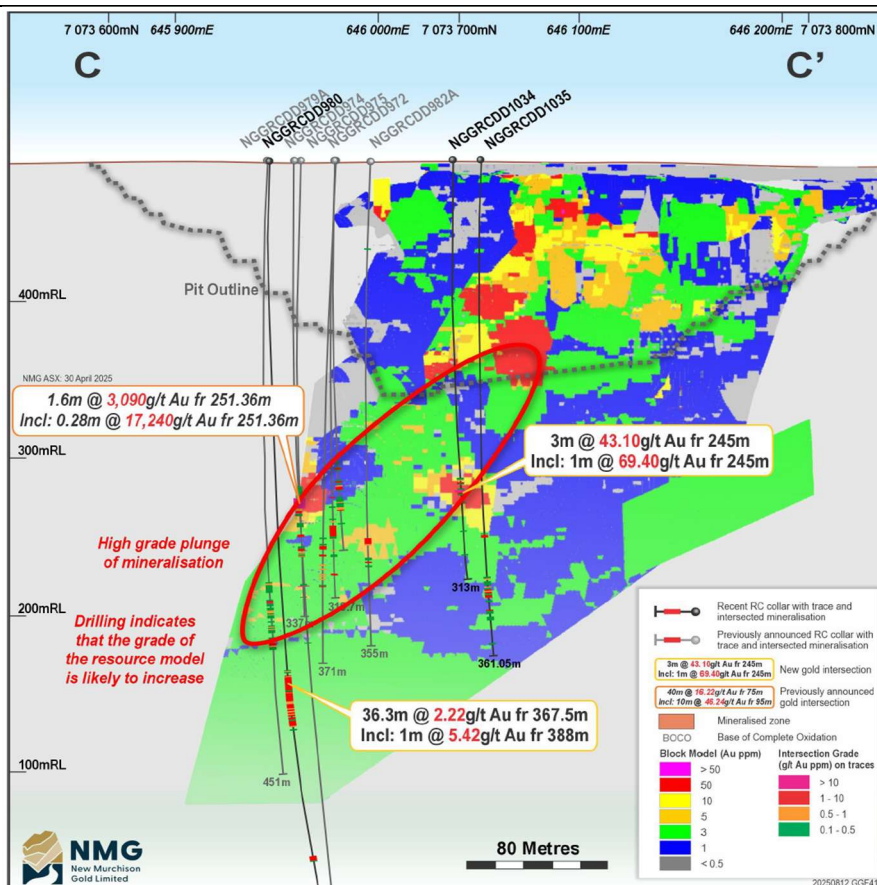 7 073 600mN 645 900mE 646 000mE 7 073 700mN 646 100mE 646 200mE 7 073 800mN
C
C'
NGGRCDD979A
NGGRCDD980
NGGRCDD974
NGGRCDD975
NGGRCDD972
NGGRCDD982A
NGGRCDD1034
NGGRCDD1035
400mRL
Pit Outline
NMG ASX: 30 April 2025
1.6m @ 3,090g/t Au fr 251.36m
Incl: 0.28m @ 17,240g/t Au fr 251.36m
3m @ 43.10g/t Au fr 245m
Incl: 1m @ 69.40g/t Au fr 245m
300mRL
High grade plunge
of mineralisation
Drilling indicates
that the grade of
the resource model
is likely to increase
200mRL
313m
337
355m
371m
361.05m
36.3m @ 2.22g/t Au fr 367.5m
Incl: 1m @ 5.42g/t Au fr 388m
100mRL
451m
Recent RC collar with trace and
intersected mineralisation
Previously announced RC collar with
trace and intersected mineralisation
3m @ 43.10g/t Au fr 245m
Incl: 1m @ 69.40g/t Au fr 245m
New gold intersection
40m @ 16.22g/t Au fr 75m
incl: 10m @ 46.24g/t Au fr 95m
Previously announced
gold intersection
Mineralised zone
BOCO Base of Complete Oxidation
Block Model (Au ppm)
> 50
50
10
5
3
1
< 0.5
Intersection Grade
(g/t Au ppm) on traces
> 10
1 - 10
0.5 - 1
0.1 - 0.5
NMG
New Murchison
Gold Limited
80 Metres